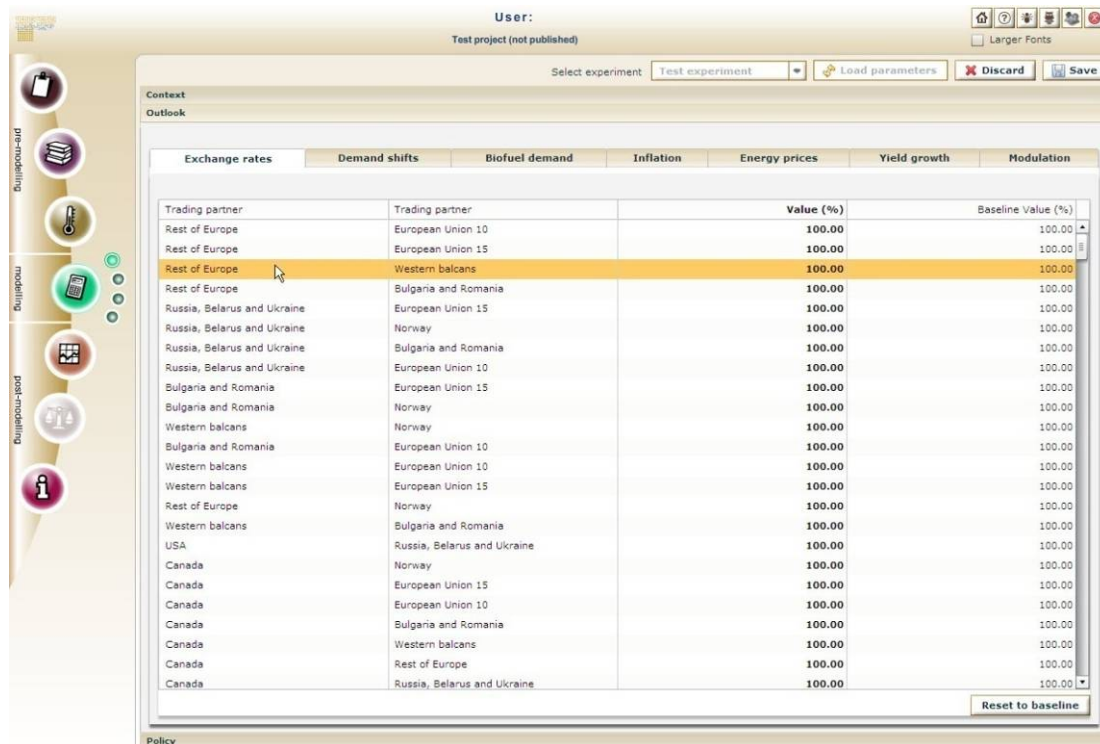 User:
Test project (not published)
Larger Fonts
Select experiment Test experiment Load parameters Discard Save
Context
Outlook
pre-modelling
modelling
post-modelling
Exchange rates Demand shifts Biofuel demand Inflation Energy prices Yield growth Modulation
Trading partner Trading partner Value (%) Baseline Value (%)
Rest of Europe European Union 10 100.00 100.00
Rest of Europe European Union 15 100.00 100.00
Rest of Europe Western balcans 100.00 100.00
Rest of Europe Bulgaria and Romania 100.00 100.00
Russia, Belarus and Ukraine European Union 15 100.00 100.00
Russia, Belarus and Ukraine Norway 100.00 100.00
Russia, Belarus and Ukraine Bulgaria and Romania 100.00 100.00
Russia, Belarus and Ukraine European Union 10 100.00 100.00
Bulgaria and Romania European Union 15 100.00 100.00
Bulgaria and Romania Norway 100.00 100.00
Western balcans Norway 100.00 100.00
Bulgaria and Romania European Union 10 100.00 100.00
Western balcans European Union 10 100.00 100.00
Western balcans European Union 15 100.00 100.00
Rest of Europe Norway 100.00 100.00
Western balcans Bulgaria and Romania 100.00 100.00
USA Russia, Belarus and Ukraine 100.00 100.00
Canada Norway 100.00 100.00
Canada European Union 15 100.00 100.00
Canada European Union 10 100.00 100.00
Canada Bulgaria and Romania 100.00 100.00
Canada Western balcans 100.00 100.00
Canada Rest of Europe 100.00 100.00
Canada Russia, Belarus and Ukraine 100.00 100.00
Reset to baseline
Policy